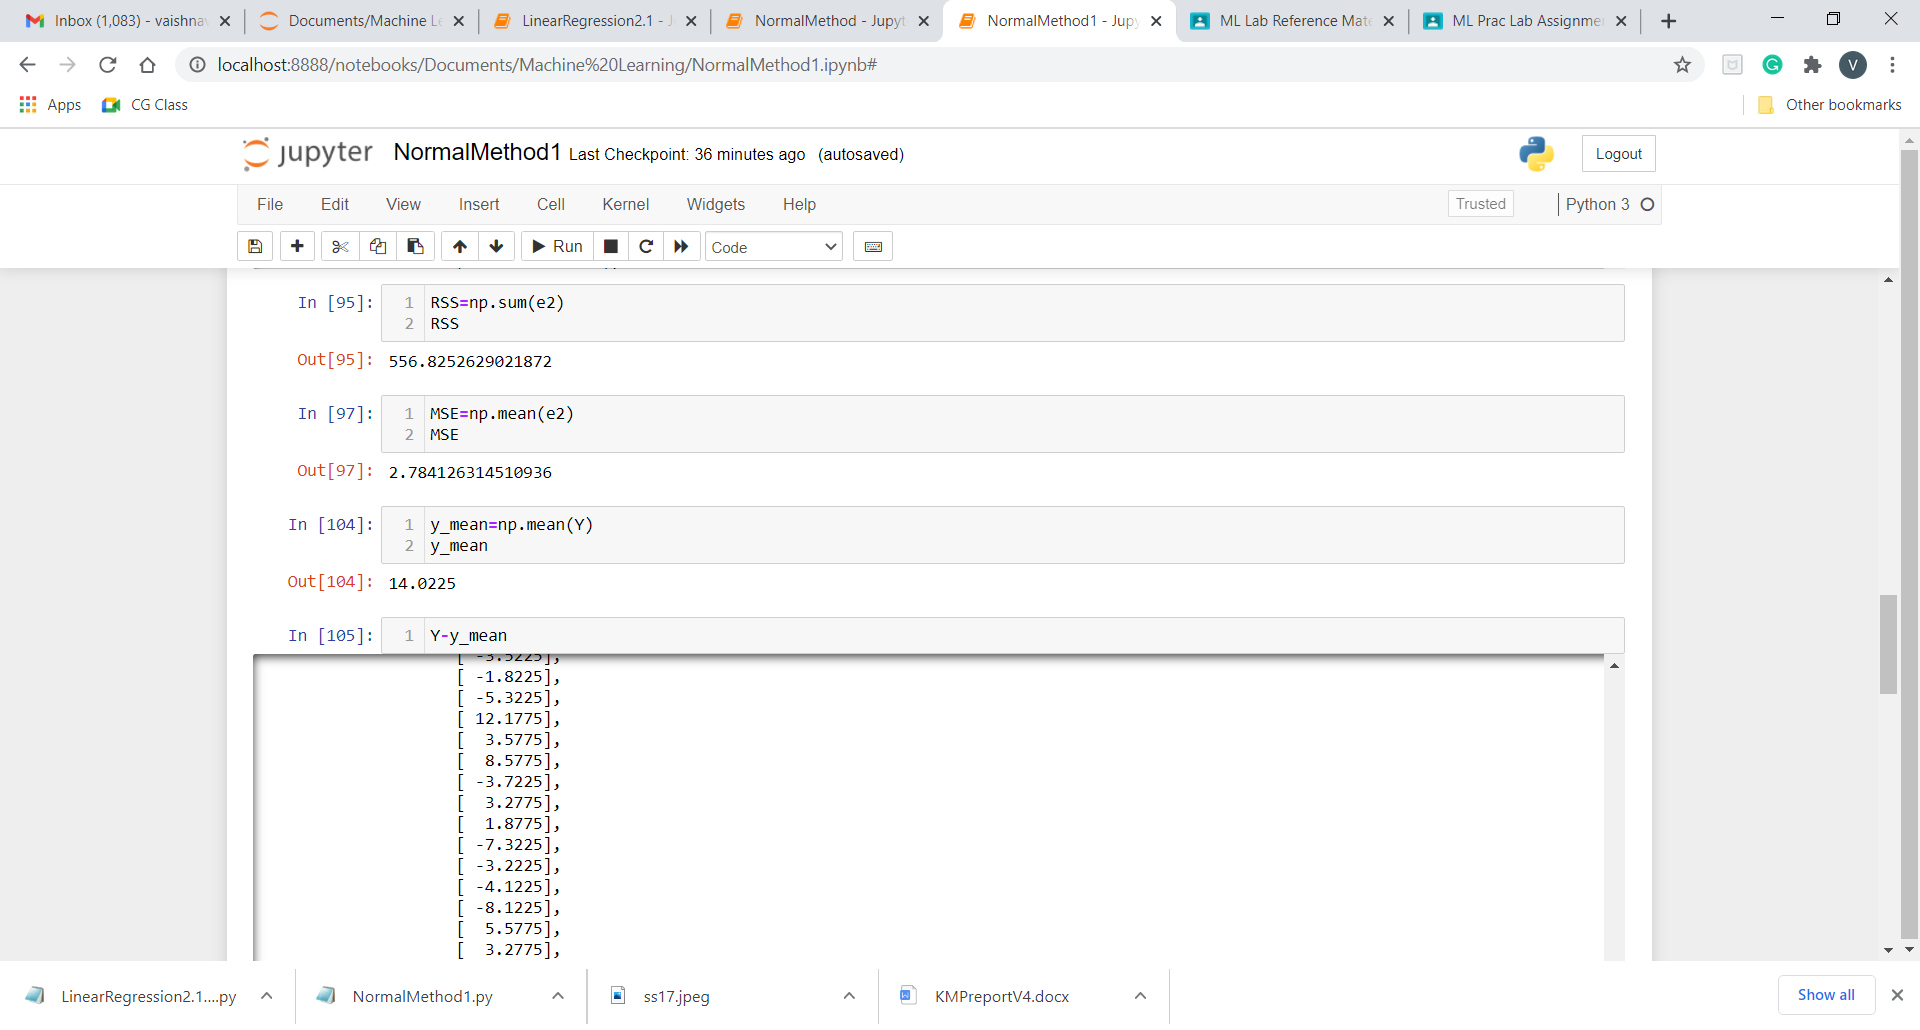 Inbox (1,083) - vaishna
Documents/Machine Le
LinearRegression2.1 - J
NormalMethod - Jupyt
NormalMethod1 - Jupy
ML Lab Reference Mate
ML Prac Lab Assignme
localhost:8888/notebooks/Documents/Machine%20Learning/NormalMethod1.ipynb#
V
Apps
CG Class
Other bookmarks
jupyter
NormalMethod1 Last Checkpoint: 36 minutes ago (autosaved)
Logout
File Edit View Insert Cell Kernel Widgets Help
Trusted
Python 3
Run
Code
In [95]:
1 RSS=np.sum(e2)
2 RSS
Out[95]: 556.8252629021872
In [97]:
1 MSE=np.mean(e2)
2 MSE
Out[97]: 2.784126314510936
In [104]:
1 y_mean=np.mean(Y)
2 y_mean
Out[104]: 14.0225
In [105]:
1 Y-y_mean
[ -3.5225],
[ -1.8225],
[ -5.3225],
[ 12.1775],
[  3.5775],
[  8.5775],
[ -3.7225],
[  3.2775],
[  1.8775],
[ -7.3225],
[ -3.2225],
[ -4.1225],
[ -8.1225],
[  5.5775],
[  3.2775],
LinearRegression2.1....py
NormalMethod1.py
ss17.jpeg
KMPreportV4.docx
Show all